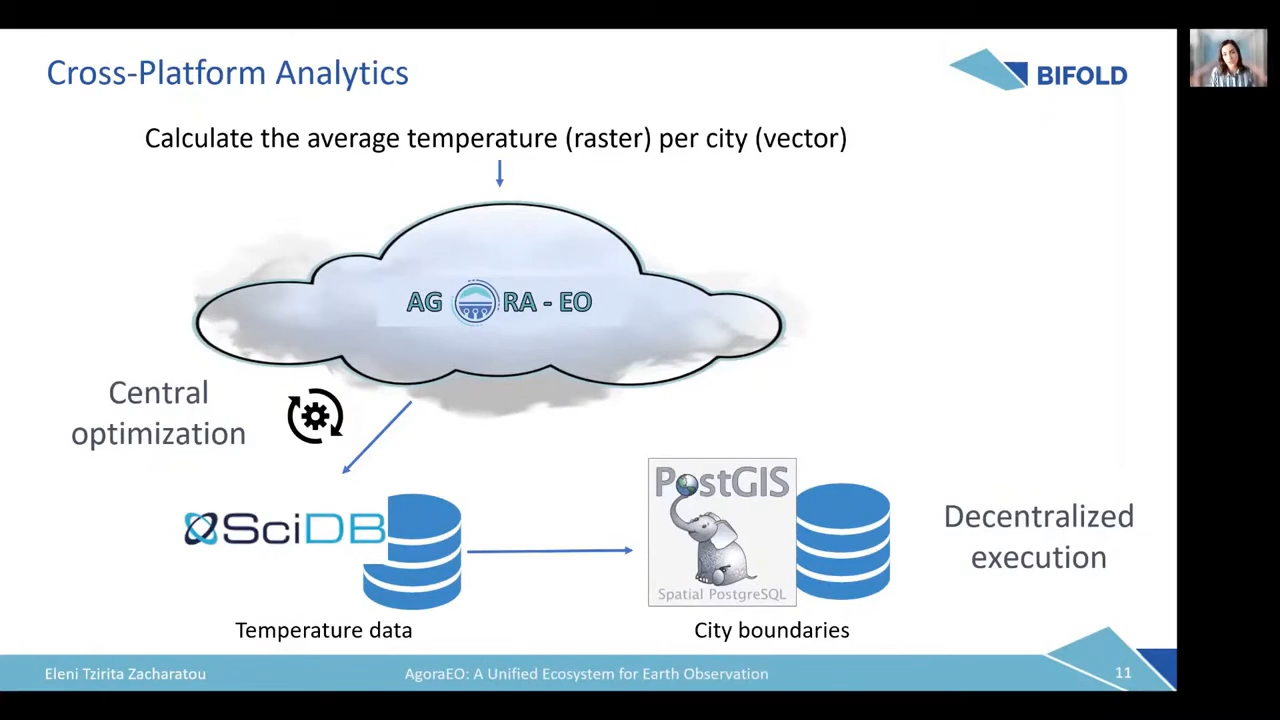 Cross-Platform Analytics
BIFOLD
Calculate the average temperature (raster) per city (vector)
AG RA - EO
Central
optimization
SciDB
PostGIS
Spatial PostgreSQL
Decentralized
execution
Temperature data
City boundaries
Eleni Tzirita Zacharatou
AgoraEO: A Unified Ecosystem for Earth Observation
11